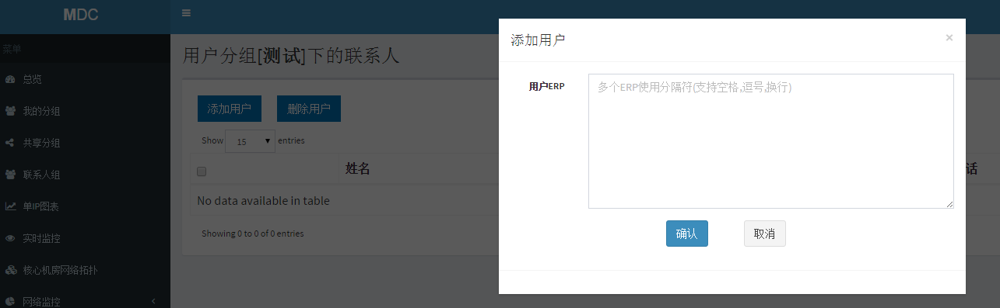 MDC
菜单
总览
我的分组
共享分组
联系人组
单IP图表
实时监控
核心机房网络拓扑
网络监控
用户分组[测试]下的联系人
添加用户 删除用户
Show 15 entries
姓名 话
No data available in table
Showing 0 to 0 of 0 entries
添加用户 ×
用户ERP
多个ERP使用分隔符(支持空格,逗号,换行)
确认 取消